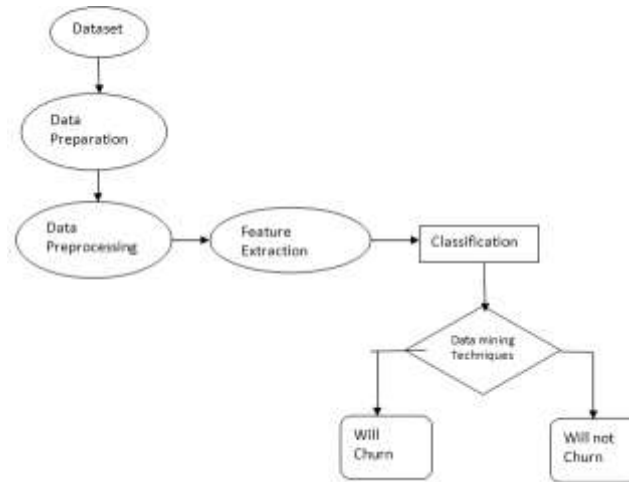 Dataset
Data
Preparation
Data
Preprocessing
Feature
Extraction
Classification
Data mining
Techniques
Will
Churn
Will not
Churn